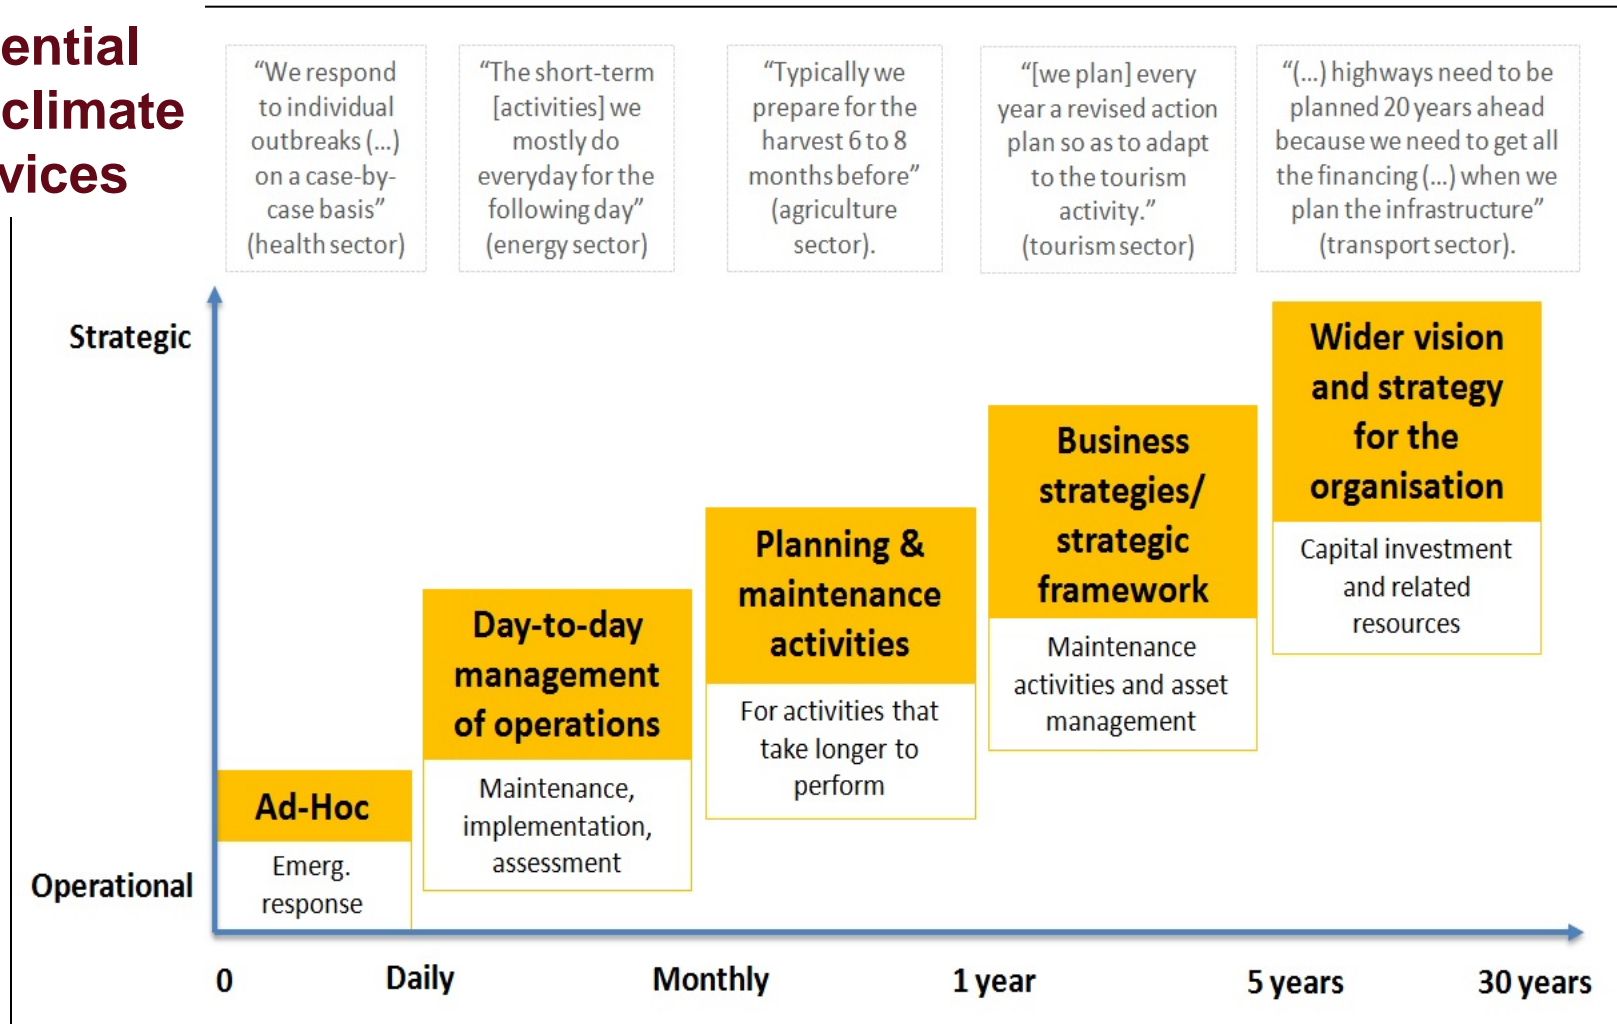 ential
climate
vices
“We respond
to individual
outbreaks (...)
on a case-by-
case basis”
(health sector)
“The short-term
[activities] we
mostly do
everyday for the
following day”
(energy sector)
“Typically we
prepare for the
harvest 6 to 8
months before”
(agriculture
sector).
“[we plan] every
year a revised action
plan so as to adapt
to the tourism
activity.”
(tourism sector)
“(...) highways need to be
planned 20 years ahead
because we need to get all
the financing (...) when we
plan the infrastructure”
(transport sector).
Strategic
Operational
Ad-Hoc
Emerg.
response
Day-to-day
management
of operations
Maintenance,
implementation,
assessment
Planning &
maintenance
activities
For activities that
take longer to
perform
Business
strategies/
strategic
framework
Maintenance
activities and asset
management
Wider vision
and strategy
for the
organisation
Capital investment
and related
resources
0 Daily Monthly 1 year 5 years 30 years